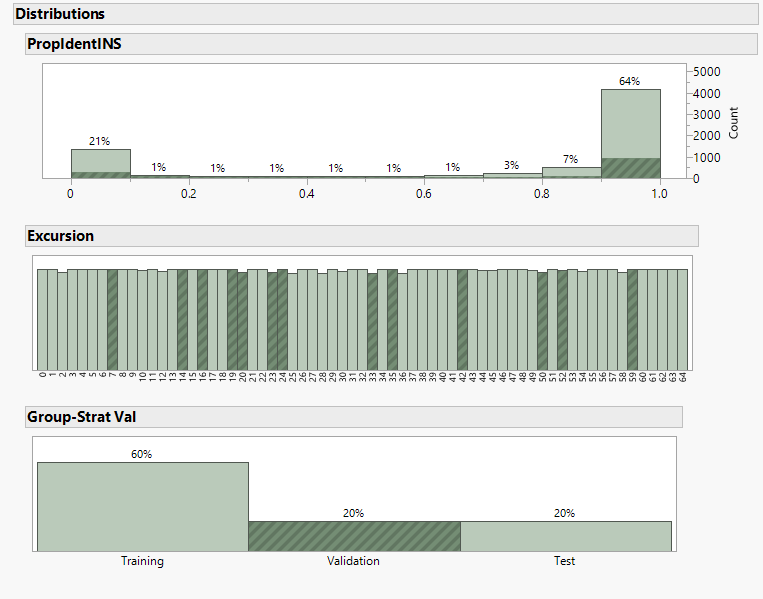 Distributions
PropIdentINS
21% 1% 1% 1% 1% 1% 1% 3% 7% 64%
5000
4000
3000
2000
1000
0
Count
0 0.2 0.4 0.6 0.8 1.0
Excursion
0 1 2 3 4 5 6 7 8 9 10 11 12 13 14 15 16 17 18 19 20 21 22 23 24 25 26 27 28 29 30 31 32 33 34 35 36 37 38 39 40 41 42 43 44 45 46 47 48 49 50 51 52 53 54 55 56 57 58 59 60 61 62 63 64
Group-Strat Val
60% 20% 20%
Training Validation Test